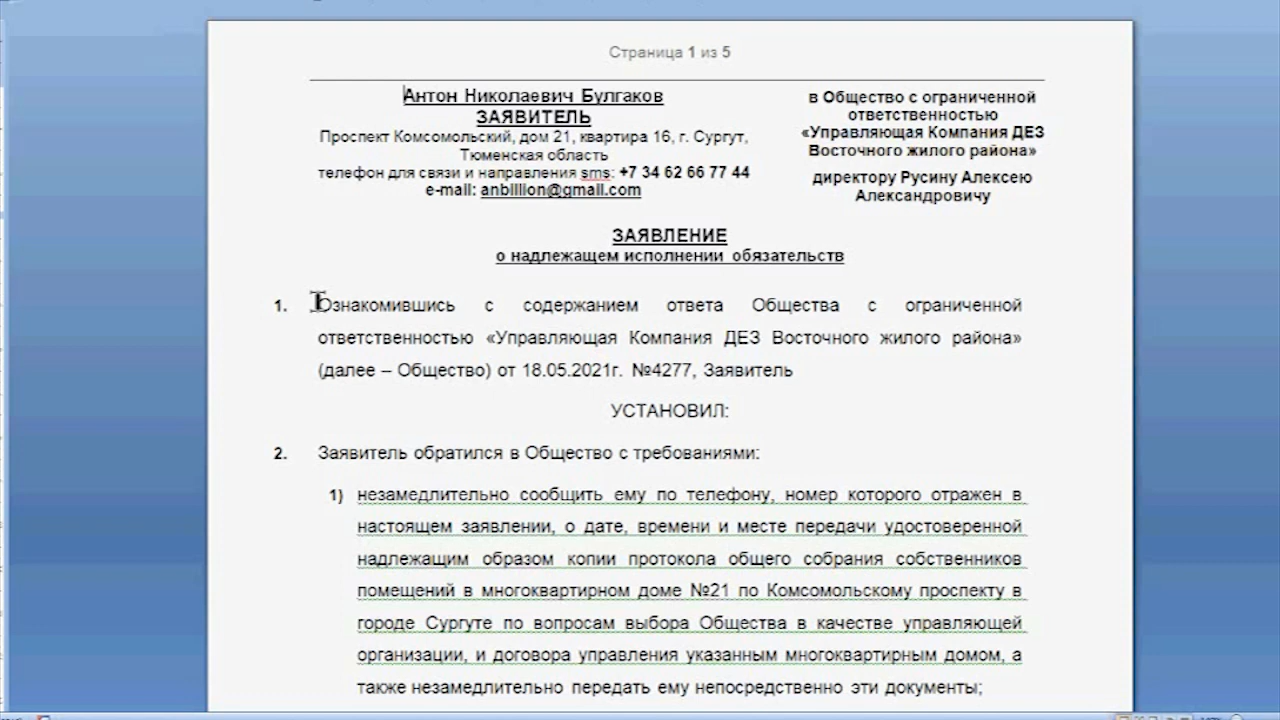 Страница 1 из 5
Антон Николаевич Булгаков
ЗАЯВИТЕЛЬ
Проспект Комсомольский, дом 21, квартира 16, г. Сургут,
Тюменская область
телефон для связи и направления sms: +7 34 62 66 77 44
e-mail: anbillion@gmail.com
в Общество с ограниченной
ответственностью
«Управляющая Компания ДЕЗ
Восточного жилого района»
директору Русину Алексею
Александровичу
ЗАЯВЛЕНИЕ
о надлежащем исполнении обязательств
1. Ознакомившись с содержанием ответа Общества с ограниченной
ответственностью «Управляющая Компания ДЕЗ Восточного жилого района»
(далее – Общество) от 18.05.2021г. №4277, Заявитель
УСТАНОВИЛ:
2. Заявитель обратился в Общество с требованиями:
1) незамедлительно сообщить ему по телефону, номер которого отражен в
настоящем заявлении, о дате, времени и месте передачи удостоверенной
надлежащим образом копии протокола общего собрания собственников
помещений в многоквартирном доме №21 по Комсомольскому проспекту в
городе Сургуте по вопросам выбора Общества в качестве управляющей
организации, и договора управления указанным многоквартирным домом, а
также незамедлительно передать ему непосредственно эти документы;